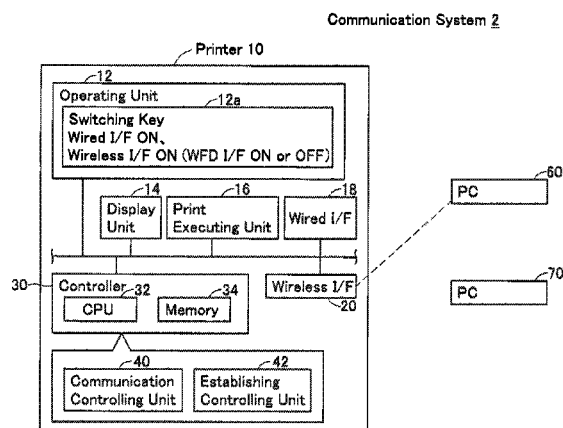 Communication System 2
Printer 10
12
Operating Unit
12a
Switching Key
Wired I/F ON、
Wireless I/F ON (WFD I/F ON or OFF)
14
16
18
60
Display
Unit
Print
Executing Unit
Wired I/F
PC
30
Controller
32
34
CPU
Memory
Wireless I/F
20
70
PC
40
42
Communication
Controlling Unit
Establishing
Controlling Unit